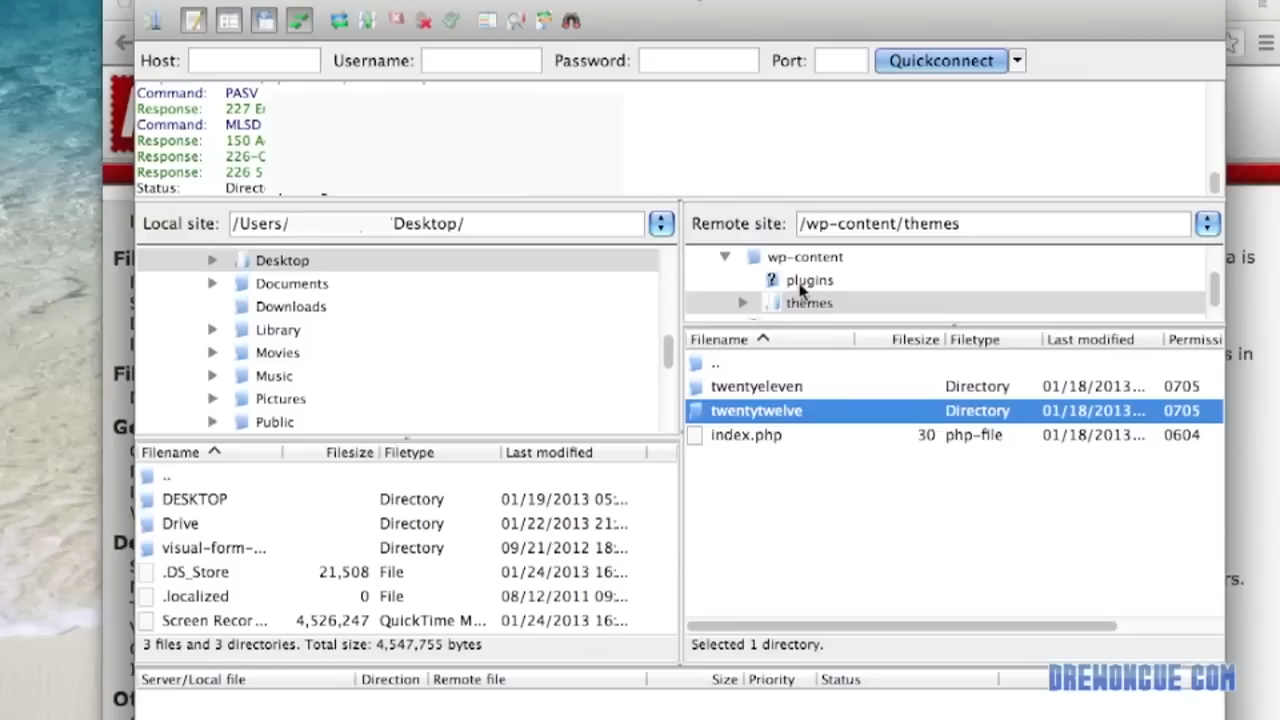 Host: Username: Password: Port: Quickconnect
Command: PASV
Response: 227
Command: MLSD
Response: 150
Response: 226-
Response: 226
Status: Direct
Local site: /Users/ Desktop/
Remote site: /wp-content/themes
Desktop
Documents
Downloads
Library
Movies
Music
Pictures
Public
wp-content
plugins
themes
Filename Filesize Filetype Last modified
..
DESKTOP Directory 01/19/2013 05:...
Drive Directory 01/22/2013 21:...
visual-form-... Directory 09/21/2012 18:...
.DS_Store 21,508 File 01/24/2013 16:...
.localized 0 File 08/12/2011 09:...
Screen Recor... 4,526,247 QuickTime M... 01/24/2013 16:...
3 files and 3 directories. Total size: 4,547,755 bytes
Filename Filesize Filetype Last modified Permissi
..
twentyeleven Directory 01/18/2013... 0705
twentytwelve Directory 01/18/2013... 0705
index.php 30 php-file 01/18/2013... 0604
Selected 1 directory.
Server/Local file Direction Remote file Size Priority Status
DREWONCUE COM